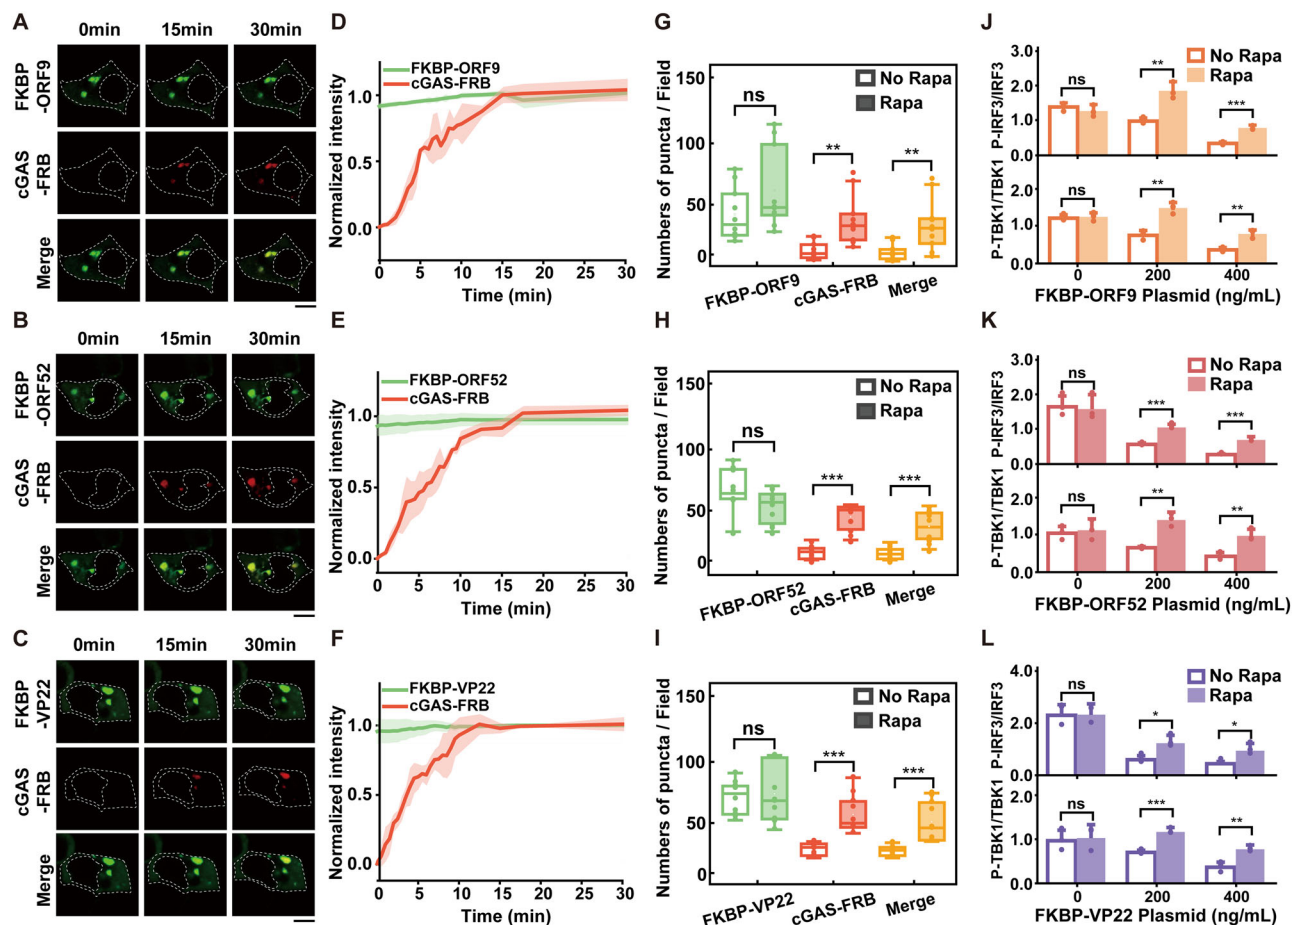 A
0min 15min 30min
FKBP
-ORF9
cGAS
-FRB
Merge
D
FKBP-ORF9
cGAS-FRB
Normalized intensity
1.0
0.5
0.0
0 5 10 15 20 25 30
Time (min)
G
Numbers of puncta / Field
150
100
50
0
No Rapa
Rapa
ns
**
**
FKBP-ORF9 cGAS-FRB Merge
J
No Rapa
Rapa
P-IRF3/IRF3
3.0
2.0
1.0
0.0
ns
**
***
P-TBK1/TBK1
2.0
1.0
0.0
ns
**
**
0 200 400
FKBP-ORF9 Plasmid (ng/mL)
B
0min 15min 30min
FKBP
-ORF52
cGAS
-FRB
Merge
E
FKBP-ORF52
cGAS-FRB
Normalized intensity
1.0
0.5
0.0
0 5 10 15 20 25 30
Time (min)
H
Numbers of puncta / Field
150
100
50
0
No Rapa
Rapa
ns
***
***
FKBP-ORF52 cGAS-FRB Merge
K
No Rapa
Rapa
P-IRF3/IRF3
3.0
2.0
1.0
0.0
ns
***
***
P-TBK1/TBK1
2.0
1.0
0.0
ns
**
**
0 200 400
FKBP-ORF52 Plasmid (ng/mL)
C
0min 15min 30min
FKBP
-VP22
cGAS
-FRB
Merge
F
FKBP-VP22
cGAS-FRB
Normalized intensity
1.0
0.5
0.0
0 5 10 15 20 25 30
Time (min)
I
Numbers of puncta / Field
150
100
50
0
No Rapa
Rapa
ns
***
***
FKBP-VP22 cGAS-FRB Merge
L
No Rapa
Rapa
P-IRF3/IRF3
4.0
2.0
0.0
ns
*
*
P-TBK1/TBK1
2.0
1.0
0.0
ns
***
**
0 200 400
FKBP-VP22 Plasmid (ng/mL)